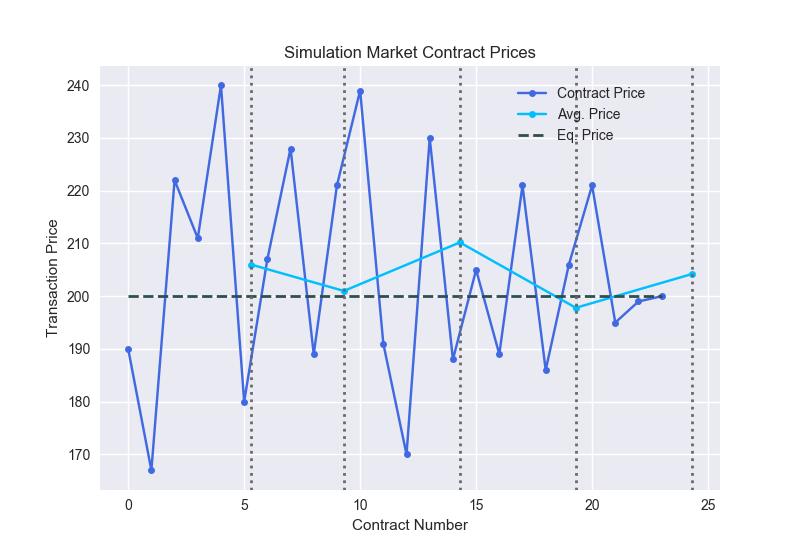 Simulation Market Contract Prices
Contract Price
Avg. Price
Eq. Price
240
230
220
210
200
190
180
170
Transaction Price
0 5 10 15 20 25
Contract Number